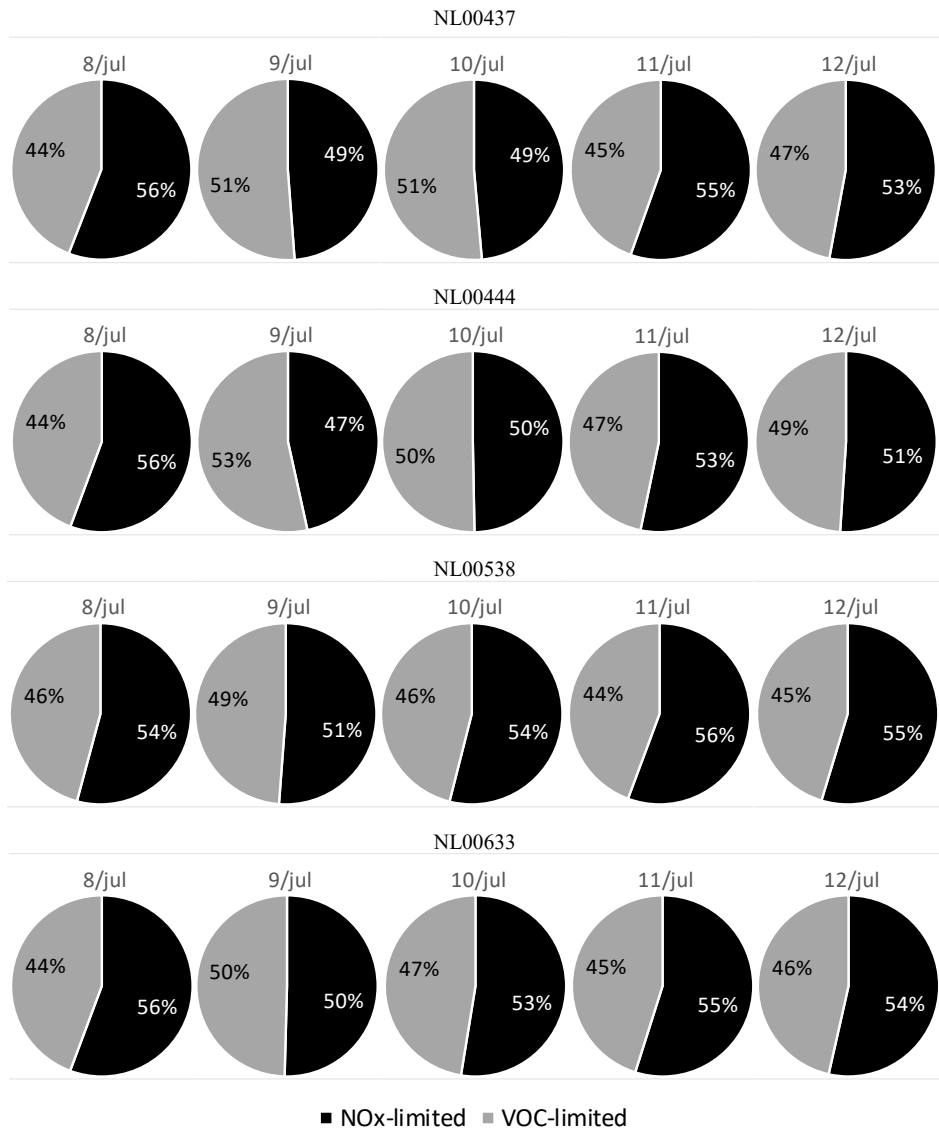 NL00437
8/jul 9/jul 10/jul 11/jul 12/jul
44% 56% 51% 49% 51% 49% 45% 55% 47% 53%
NL00444
8/jul 9/jul 10/jul 11/jul 12/jul
44% 56% 53% 47% 50% 50% 47% 53% 49% 51%
NL00538
8/jul 9/jul 10/jul 11/jul 12/jul
46% 54% 49% 51% 46% 54% 44% 56% 45% 55%
NL00633
8/jul 9/jul 10/jul 11/jul 12/jul
44% 56% 50% 50% 47% 53% 45% 55% 46% 54%
NOx-limited VOC-limited